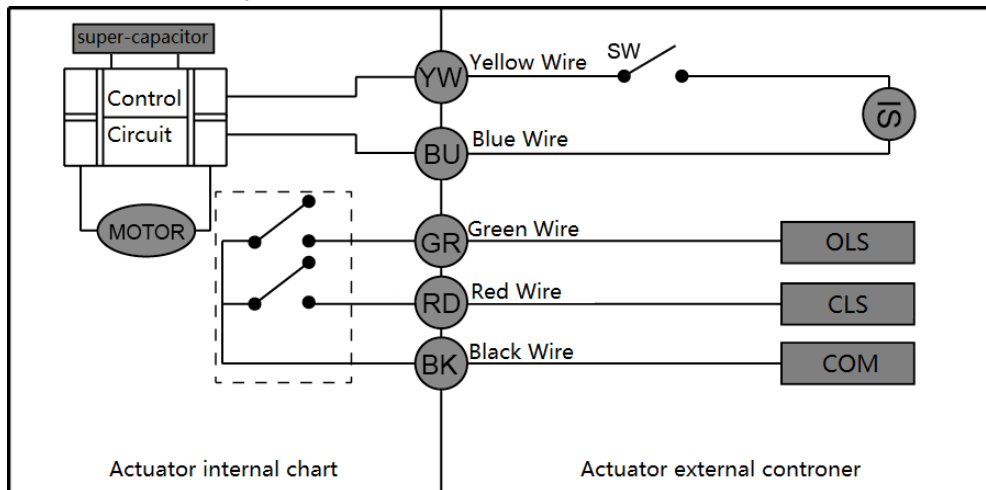 super-capacitor
Control
Circuit
MOTOR
YW
Yellow Wire
SW
IS
BU
Blue Wire
GR
Green Wire
OLS
RD
Red Wire
CLS
BK
Black Wire
COM
Actuator internal chart
Actuator external controner